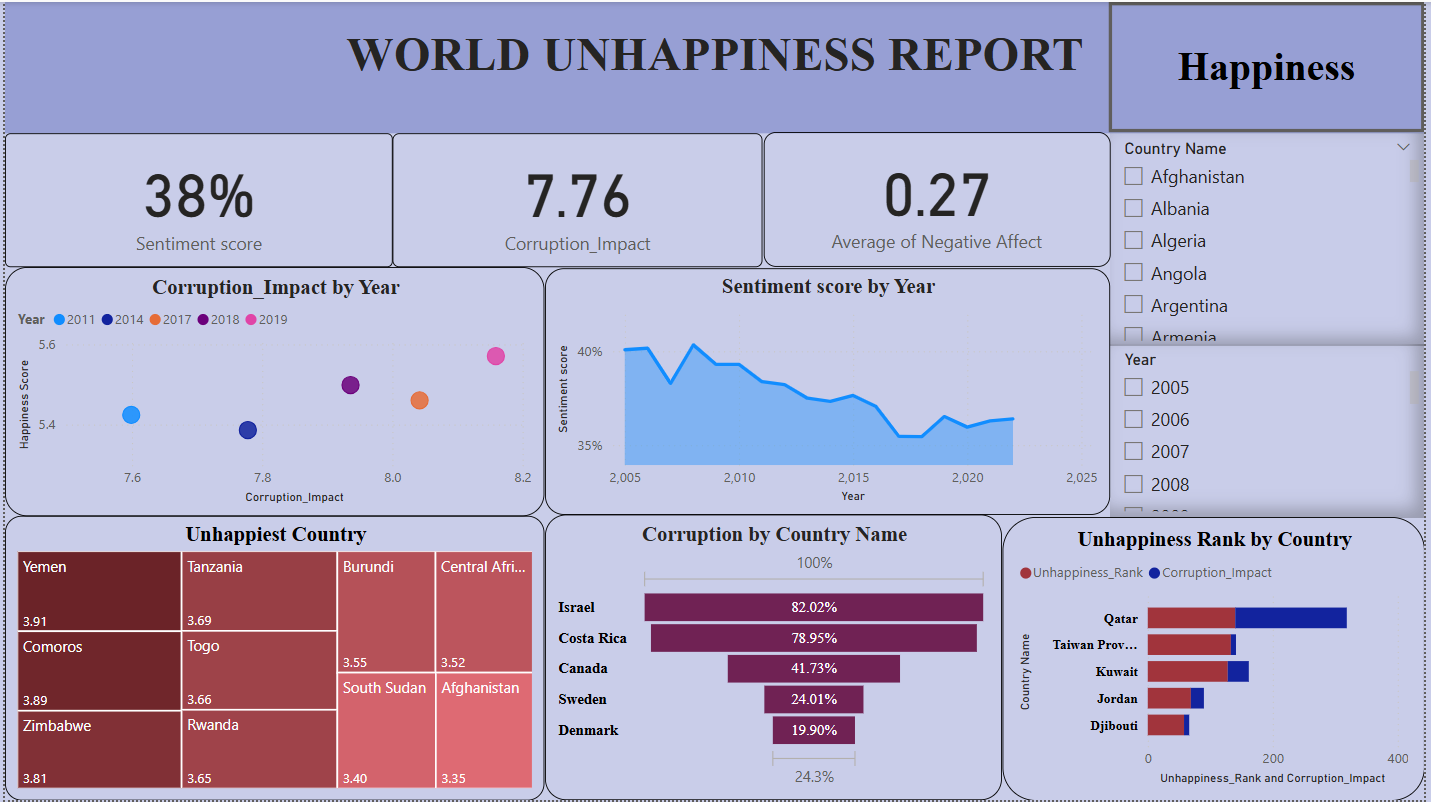 WORLD UNHAPPINESS REPORT
Happiness
38%
Sentiment score
7.76
Corruption_Impact
0.27
Average of Negative Affect
Country Name
Afghanistan
Albania
Algeria
Angola
Argentina
Armenia
Year
2005
2006
2007
2008
Corruption_Impact by Year
Year 2011 2014 2017 2018 2019
Happiness Score
5.6
5.4
7.6 7.8 8.0 8.2
Corruption_Impact
Sentiment score by Year
Sentiment score
40%
35%
2,005 2,010 2,015 2,020 2,025
Year
Unhappiest Country
Yemen
3.91
Comoros
3.89
Zimbabwe
3.81
Tanzania
3.69
Togo
3.66
Rwanda
3.65
Burundi
3.55
South Sudan
3.40
Central Afri...
3.52
Afghanistan
3.35
Corruption by Country Name
100%
Israel 82.02%
Costa Rica 78.95%
Canada 41.73%
Sweden 24.01%
Denmark 19.90%
24.3%
Unhappiness Rank by Country
Unhappiness_Rank Corruption_Impact
Country Name
Qatar
Taiwan Prov...
Kuwait
Jordan
Djibouti
0 200 400
Unhappiness_Rank and Corruption_Impact